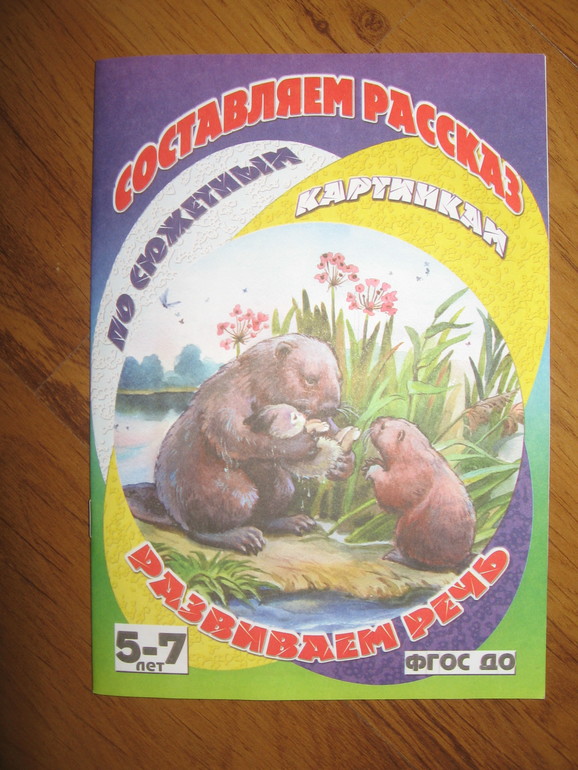 СОСТАВЛЯЕМ РАССКАЗ
ПО СЮЖЕТНЫМ
КАРТИНКАМ
РАЗВИВАЕМ РЕЧЬ
5-7
лет
ФГОС ДО